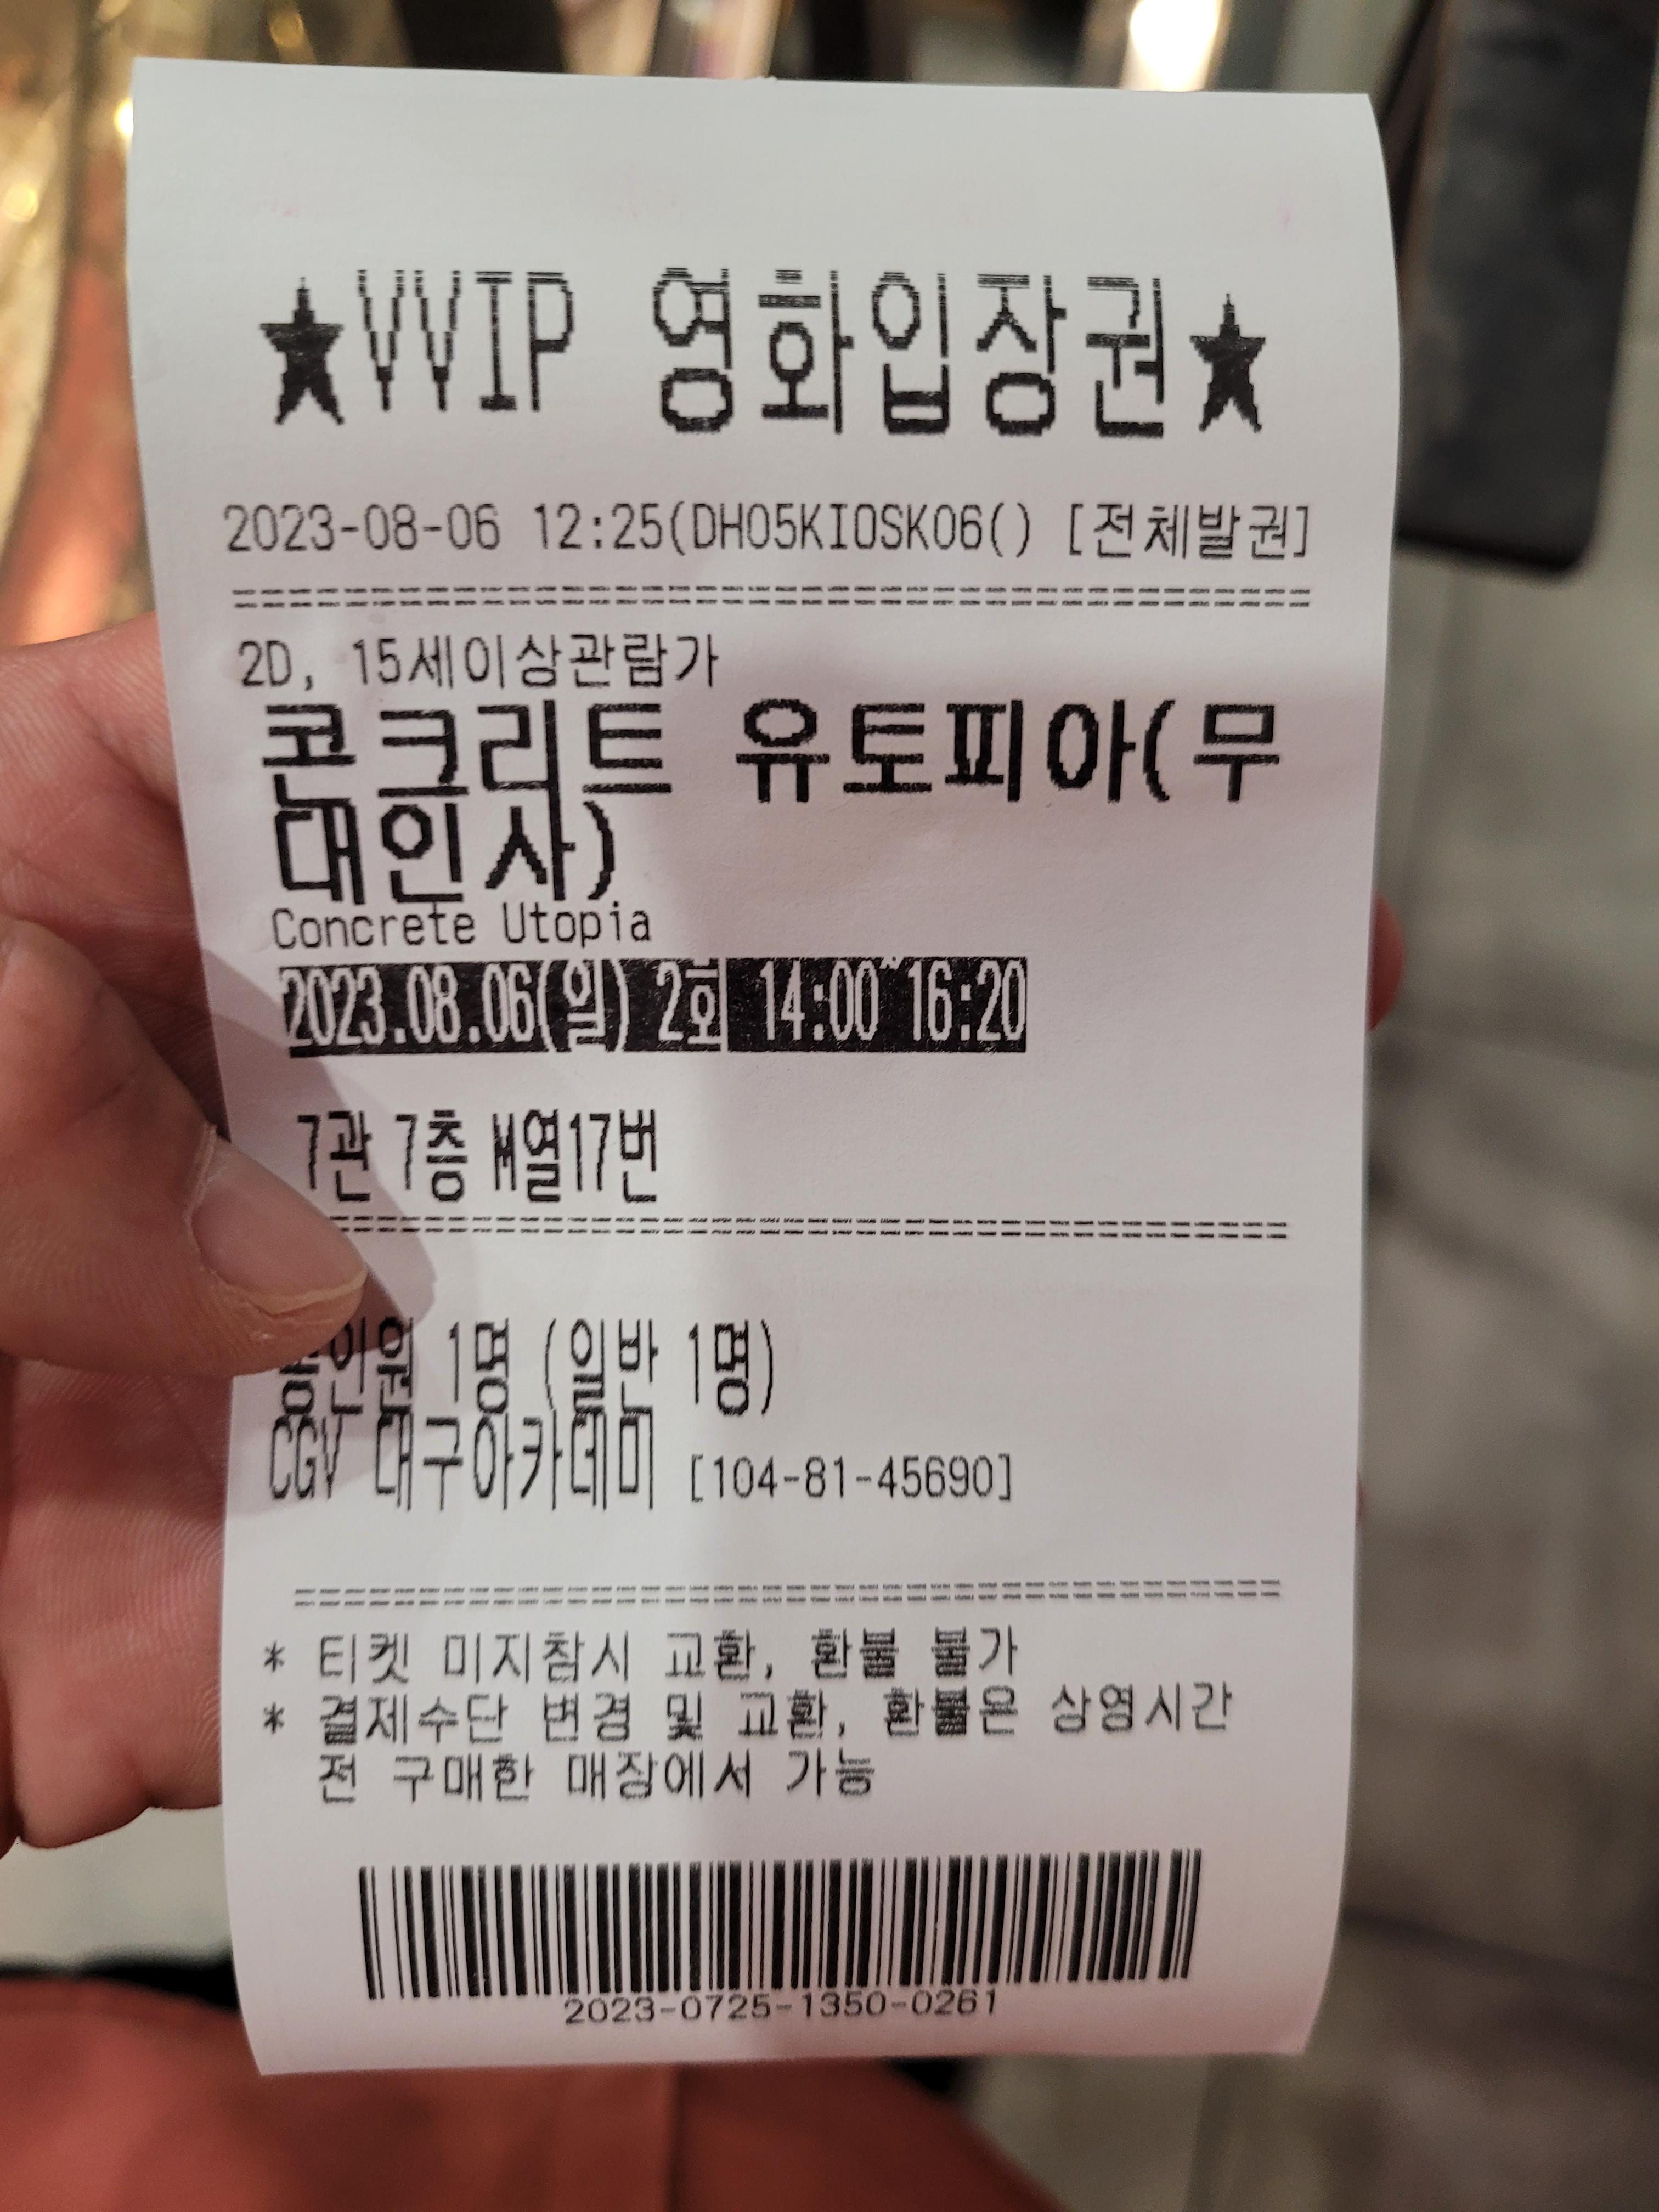 ★VVIP 영화입장권★
2023-08-06 12:25(DH05KIOSK06() [전체발권]
2D, 15세이상관람가
콘크리트 유토피아(무
대인사)
Concrete Utopia
2023.08.06(일) 2회 14:00~16:20
7관 7층 M열17번
총인원 1명 (일반 1명)
CGV 대구아카데미 [104-81-45690]
* 티켓 미지참시 교환, 환불 불가
* 결제수단 변경 및 교환, 환불은 상영시간
전 구매한 매장에서 가능
2023-0725-1350-0261